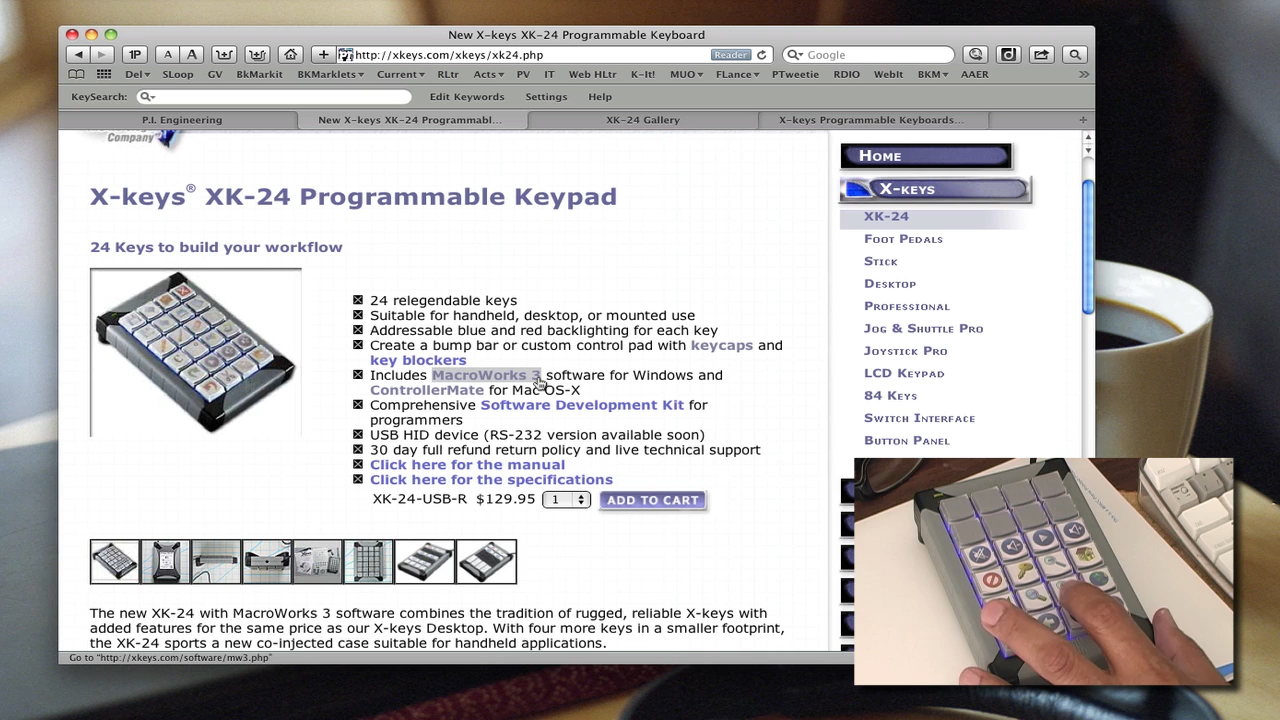 New X-keys XK-24 Programmable Keyboard
1P A A http://xkeys.com/xkeys/xk24.php Reader Google
Del SLoop GV BkMarkit BKMarklets Current RLtr Acts PV IT Web HLtr K-It! MUO FLance PTweetie RDIO WebIt BKM AAER
KeySearch: Edit Keywords Settings Help
P.I. Engineering New X-keys XK-24 Programmabl... XK-24 Gallery X-keys Programmable Keyboards...
Company
X-keys® XK-24 Programmable Keypad
24 Keys to build your workflow
24 relegendable keys
Suitable for handheld, desktop, or mounted use
Addressable blue and red backlighting for each key
Create a bump bar or custom control pad with keycaps and
key blockers
Includes MacroWorks 3 software for Windows and
ControllerMate for Mac OS-X
Comprehensive Software Development Kit for
programmers
USB HID device (RS-232 version available soon)
30 day full refund return policy and live technical support
Click here for the manual
Click here for the specifications
XK-24-USB-R $129.95 1 ADD TO CART
The new XK-24 with MacroWorks 3 software combines the tradition of rugged, reliable X-keys with
added features for the same price as our X-keys Desktop. With four more keys in a smaller footprint,
the XK-24 sports a new co-injected case suitable for handheld applications.
Go to "http://xkeys.com/software/mw3.php"
Home
X-keys
XK-24
Foot Pedals
Stick
Desktop
Professional
Jog & Shuttle Pro
Joystick Pro
LCD Keypad
84 Keys
Switch Interface
Button Panel